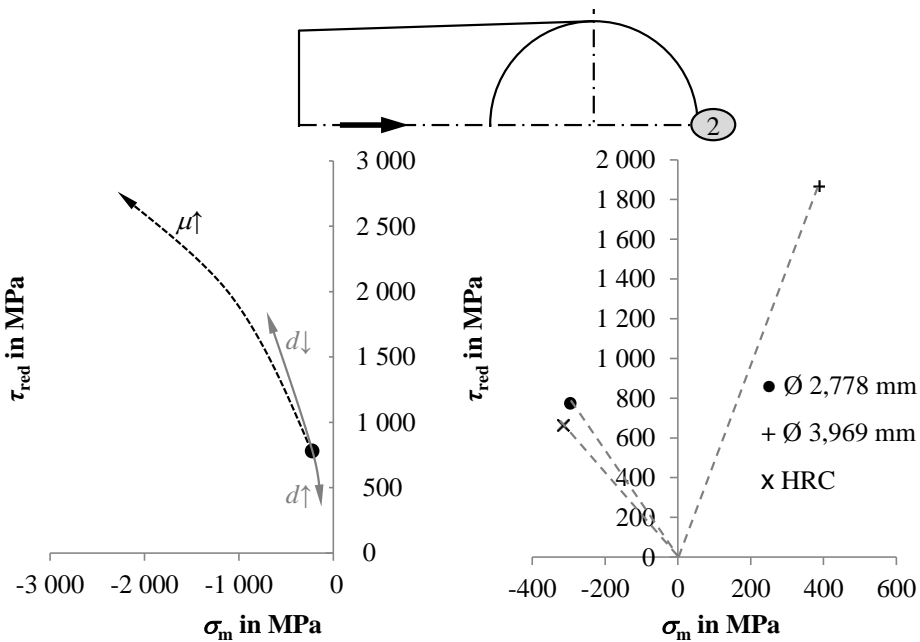 2
3 000
2 500
2 000
1 500
1 000
500
0
-3 000 -2 000 -1 000 0
τred in MPa
σm in MPa
μ↑
d↓
d↑
2 000
1 800
1 600
1 400
1 200
1 000
800
600
400
200
0
-400 -200 0 200 400 600
τred in MPa
σm in MPa
Ø 2,778 mm
Ø 3,969 mm
HRC